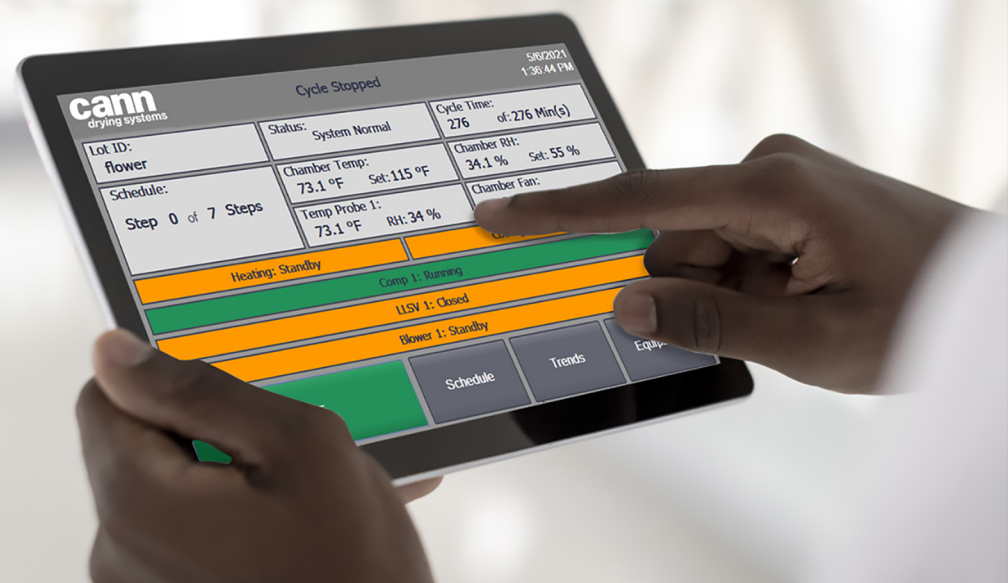 cann
drying systems
Cycle Stopped
5/6/2021
1:36:44 PM
Lot ID:
flower
Status: System Normal
Cycle Time:
276 of: 276 Min(s)
Schedule:
Step 0 of 7 Steps
Chamber Temp:
73.1 °F Set: 115 °F
Chamber RH:
34.1 % Set: 55 %
Temp Probe 1:
73.1 °F RH: 34 %
Chamber Fan:
Heating: Standby
Comp 1: Running
LLSV 1: Closed
Blower 1: Standby
Schedule
Trends